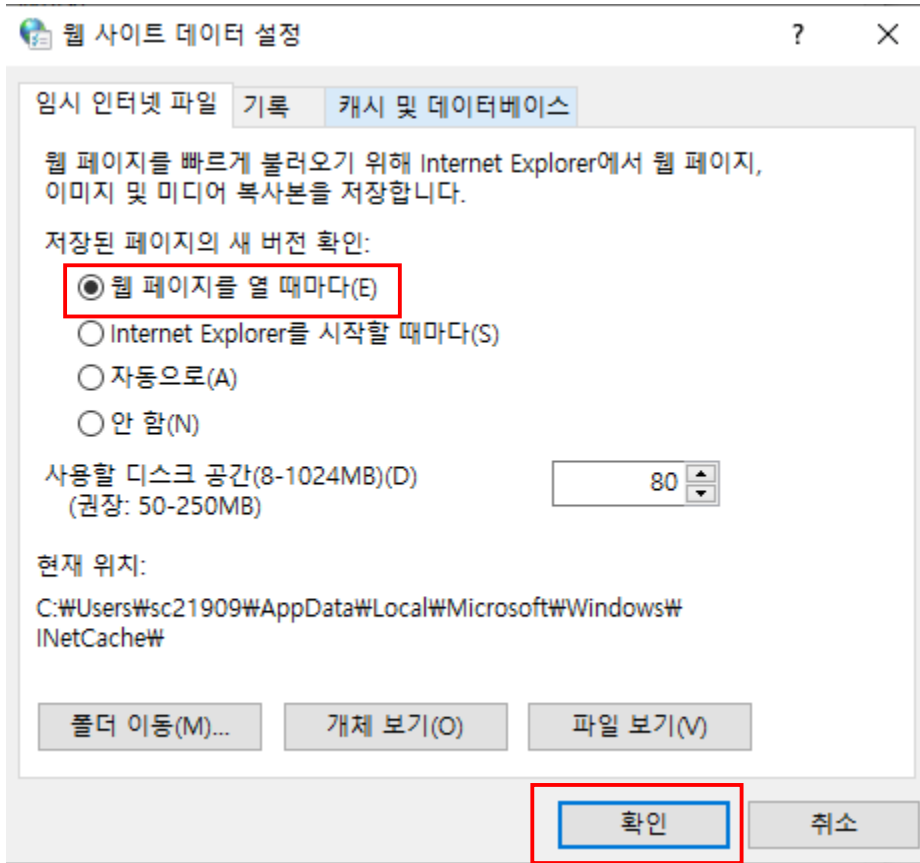 웹 사이트 데이터 설정
임시 인터넷 파일 기록 캐시 및 데이터베이스
웹 페이지를 빠르게 불러오기 위해 Internet Explorer에서 웹 페이지,
이미지 및 미디어 복사본을 저장합니다.
저장된 페이지의 새 버전 확인:
웹 페이지를 열 때마다(E)
Internet Explorer를 시작할 때마다(S)
자동으로(A)
안 함(N)
사용할 디스크 공간(8-1024MB)(D) 80
(권장: 50-250MB)
현재 위치:
C:₩Users₩sc21909₩AppData₩Local₩Microsoft₩Windows₩
INetCache₩
폴더 이동(M)... 개체 보기(O) 파일 보기(V)
확인 취소